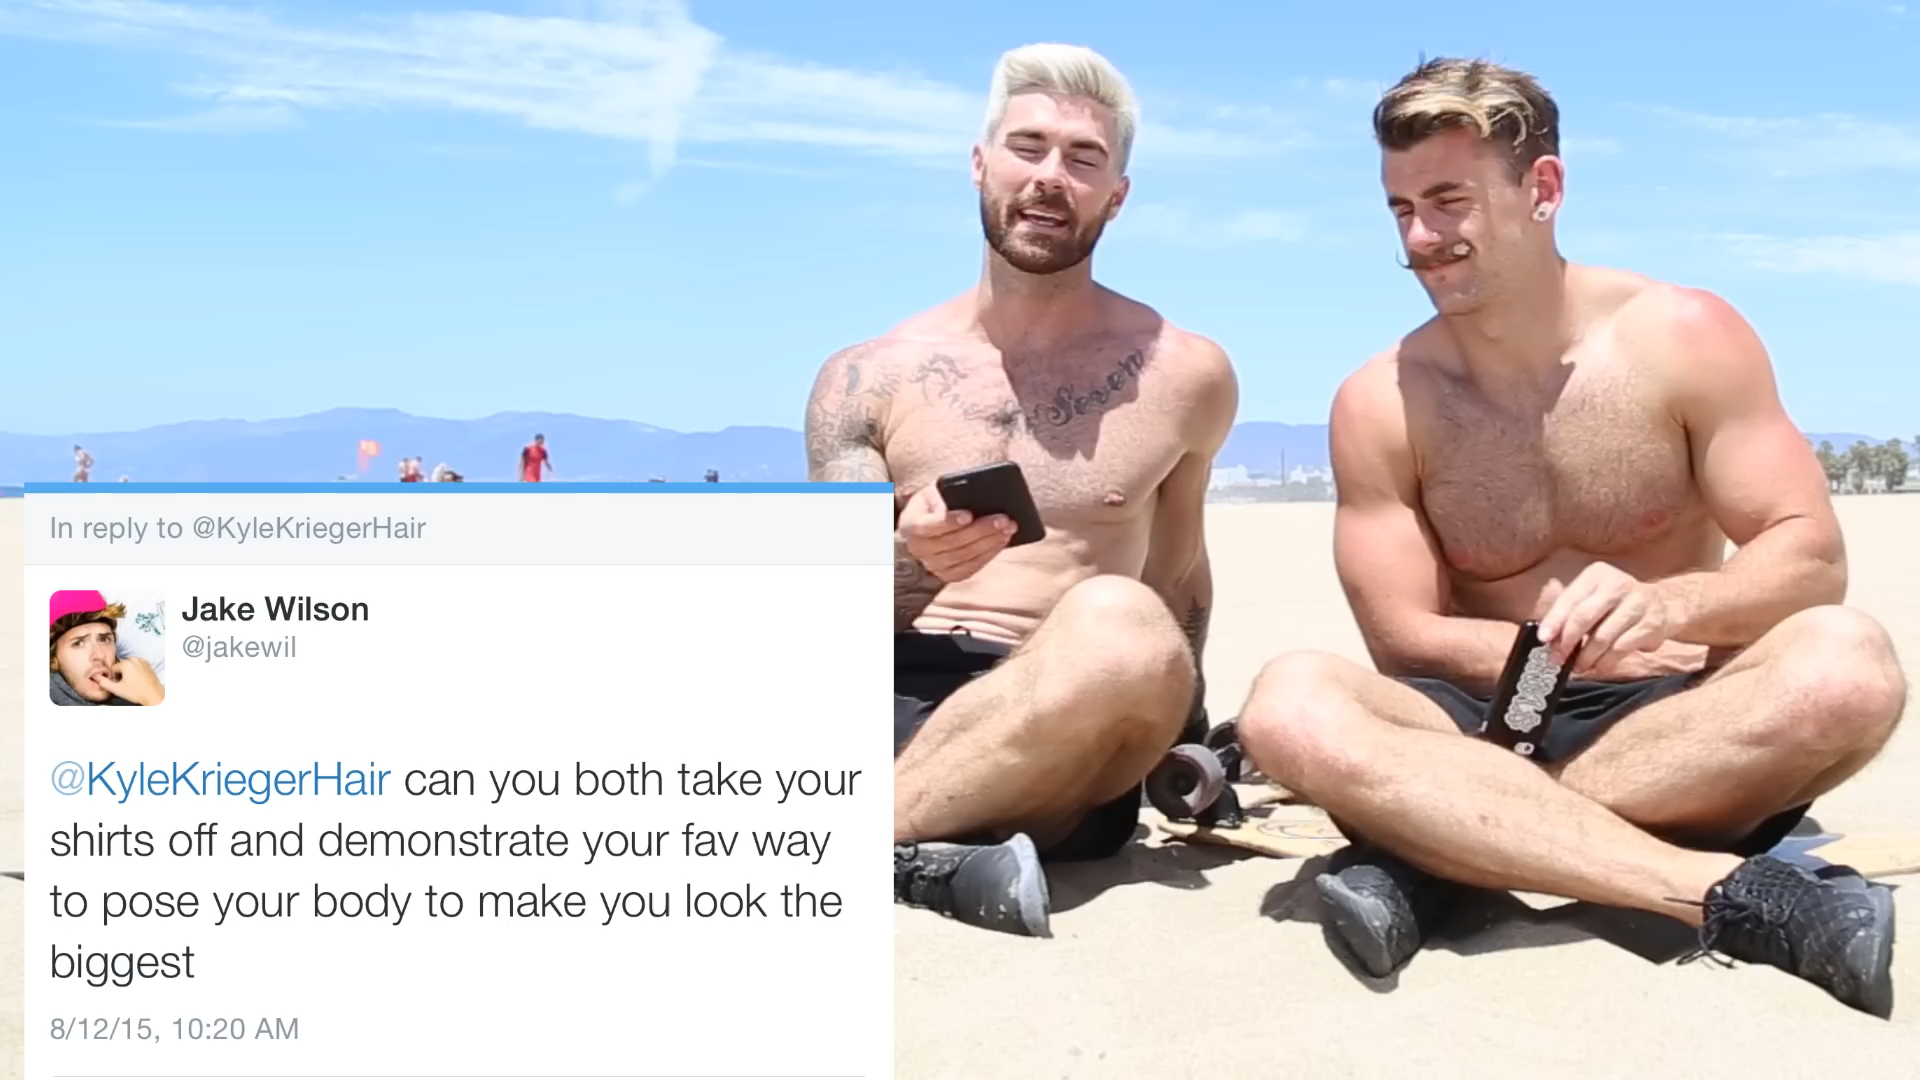 In reply to @KyleKriegerHair
Jake Wilson
@jakewil
@KyleKriegerHair can you both take your
shirts off and demonstrate your fav way
to pose your body to make you look the
biggest
8/12/15, 10:20 AM
Seven